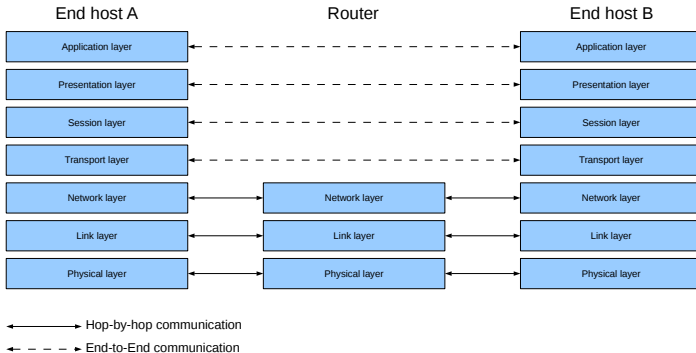 End host A Router End host B
Application layer Application layer
Presentation layer Presentation layer
Session layer Session layer
Transport layer Transport layer
Network layer Network layer Network layer
Link layer Link layer Link layer
Physical layer Physical layer Physical layer
Hop-by-hop communication
End-to-End communication